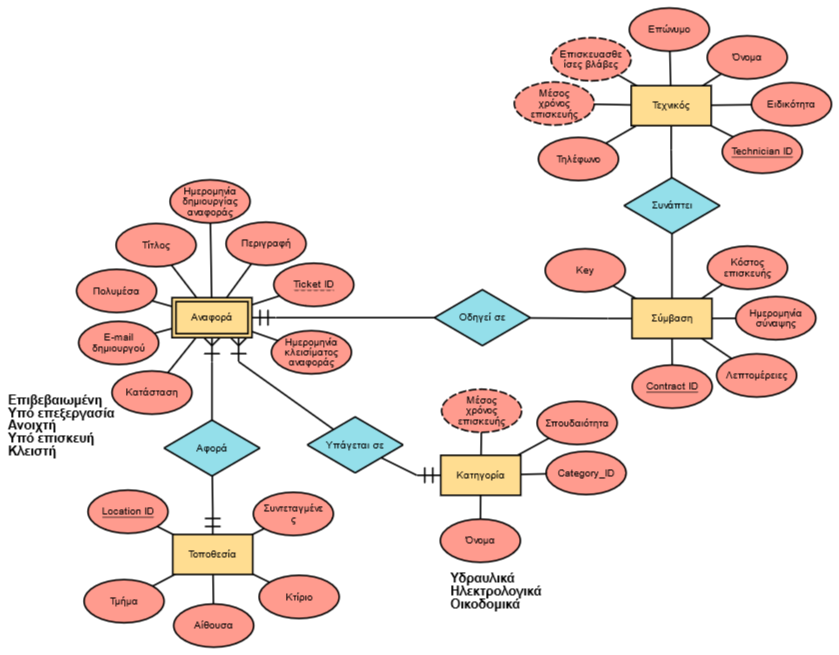 Επώνυμο
Επισκευασθε
ίσες βλάβες
Όνομα
Μέσος
χρόνος
επισκευής
Τεχνικός
Ειδικότητα
Τηλέφωνο
Technician ID
Συνάπτει
Ημερομηνία
δημιουργίας
αναφοράς
Τίτλος
Περιγραφή
Πολυμέσα
Ticket ID
Αναφορά
E-mail
δημιουργού
Ημερομηνία
κλεισίματος
αναφοράς
Κατάσταση
Οδηγεί σε
Key
Κόστος
επισκευής
Σύμβαση
Ημερομηνία
σύναψης
Contract ID
Λεπτομέρειες
Επιβεβαιωμένη
Υπό επεξεργασία
Ανοιχτή
Υπό επισκευή
Κλειστή
Αφορά
Υπάγεται σε
Μέσος
χρόνος
επισκευής
Σπουδαιότητα
Κατηγορία
Category_ID
Όνομα
Υδραυλικά
Ηλεκτρολογικά
Οικοδομικά
Location ID
Συντεταγμένε
ς
Τοποθεσία
Τμήμα
Αίθουσα
Κτίριο